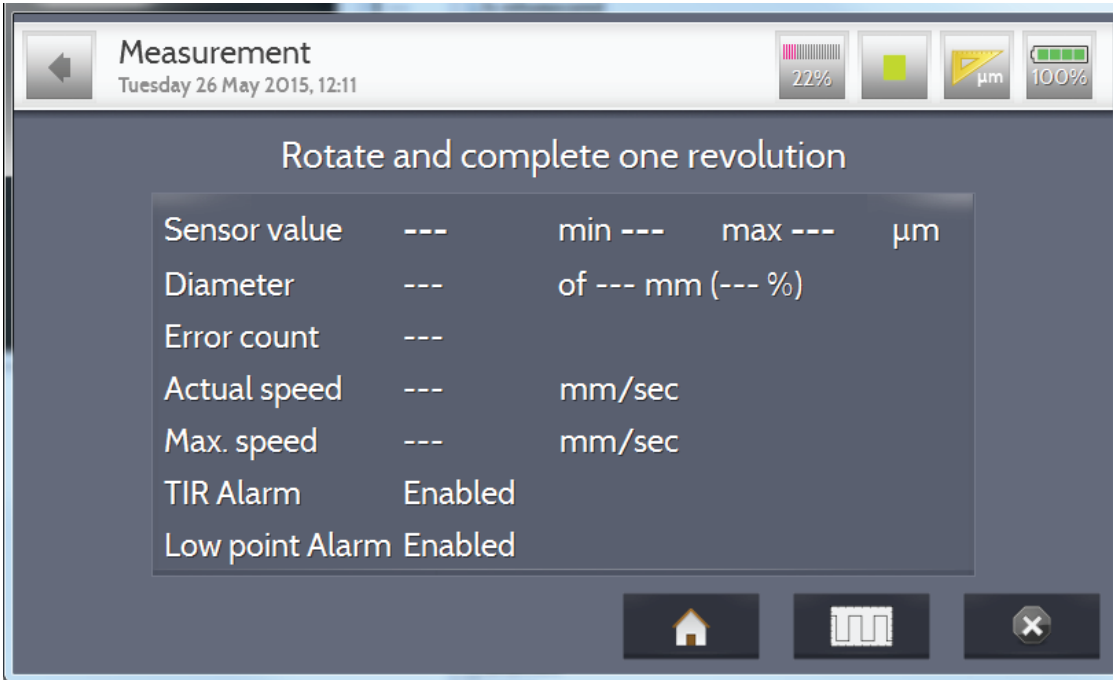 Measurement
Tuesday 26 May 2015, 12:11
22%
µm
100%
Rotate and complete one revolution
Sensor value --- min --- max --- µm
Diameter --- of --- mm (--- %)
Error count ---
Actual speed --- mm/sec
Max. speed --- mm/sec
TIR Alarm Enabled
Low point Alarm Enabled